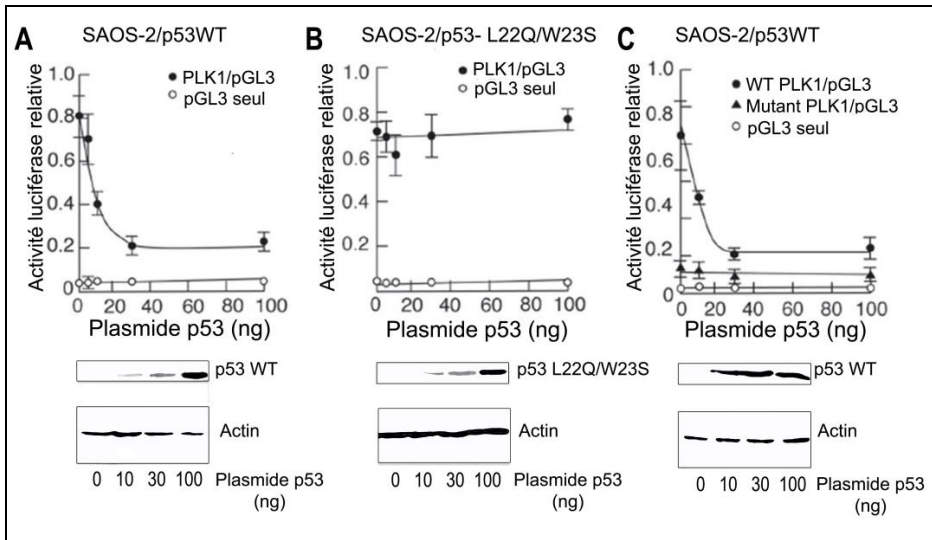 A SAOS-2/p53WT
Activité luciférase relative
1.0
0.8
0.6
0.4
0.2
0
PLK1/pGL3
pGL3 seul
0 20 40 60 80 100
Plasmide p53 (ng)
p53 WT
Actin
0 10 30 100 Plasmide p53
(ng)
B SAOS-2/p53- L22Q/W23S
Activité luciférase relative
1.0
0.8
0.6
0.4
0.2
0
PLK1/pGL3
pGL3 seul
0 20 40 60 80 100
Plasmide p53 (ng)
p53 L22Q/W23S
Actin
0 10 30 100 Plasmide p53
(ng)
C SAOS-2/p53WT
Activité luciférase relative
1.0
0.8
0.6
0.4
0.2
0
WT PLK1/pGL3
Mutant PLK1/pGL3
pGL3 seul
0 20 40 60 80 100
Plasmide p53 (ng)
p53 WT
Actin
0 10 30 100 Plasmide p53
(ng)